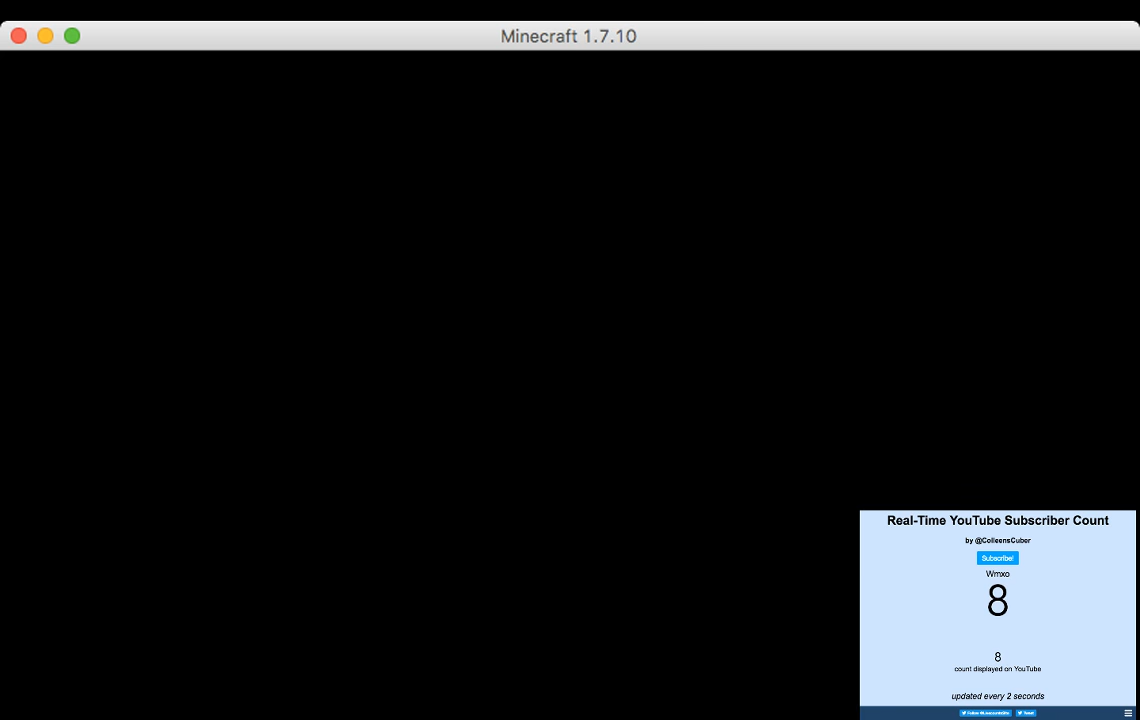 Minecraft 1.7.10
Real-Time YouTube Subscriber Count
by @ColleensCuber
Subscribe!
Wmxo
8
8
count displayed on YouTube
updated every 2 seconds
Tweet